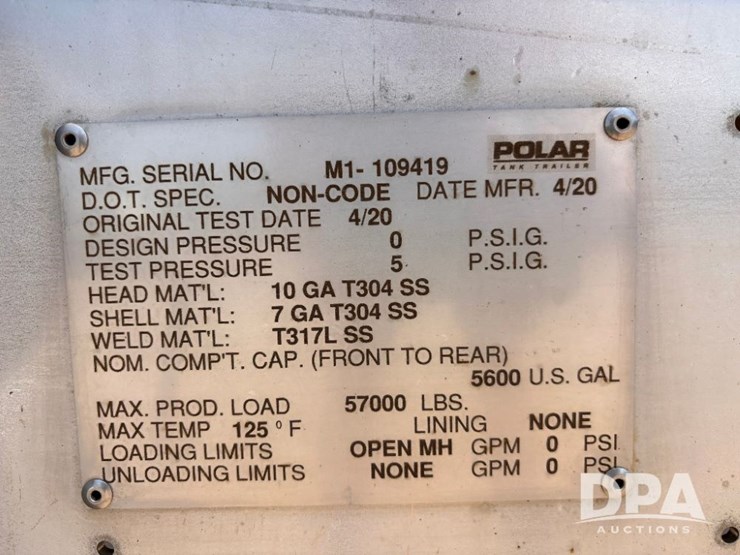 POLAR
TANK TRAILER
MFG. SERIAL NO. M1- 109419
D.O.T. SPEC. NON-CODE DATE MFR. 4/20
ORIGINAL TEST DATE 4/20
DESIGN PRESSURE 0 P.S.I.G.
TEST PRESSURE 5 P.S.I.G.
HEAD MAT'L: 10 GA T304 SS
SHELL MAT'L: 7 GA T304 SS
WELD MAT'L: T317L SS
NOM. COMP'T. CAP. (FRONT TO REAR)
5600 U.S. GAL
MAX. PROD. LOAD 57000 LBS.
MAX TEMP 125 °F LINING NONE
LOADING LIMITS OPEN MH GPM 0 PSI
UNLOADING LIMITS NONE GPM 0 PSI
DPA
AUCTIONS